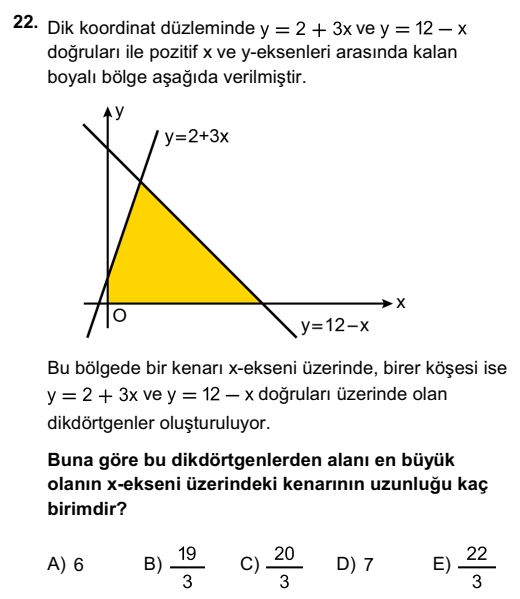 22. Dik koordinat düzleminde y = 2 + 3x ve y = 12 – x
doğruları ile pozitif x ve y-eksenleri arasında kalan
boyalı bölge aşağıda verilmiştir.
y
y=2+3x
x
O
y=12–x
Bu bölgede bir kenarı x-ekseni üzerinde, birer köşesi ise
y = 2 + 3x ve y = 12 – x doğruları üzerinde olan
dikdörtgenler oluşturuluyor.
Buna göre bu dikdörtgenlerden alanı en büyük
olanın x-ekseni üzerindeki kenarının uzunluğu kaç
birimdir?
A) 6 B) 19/3 C) 20/3 D) 7 E) 22/3